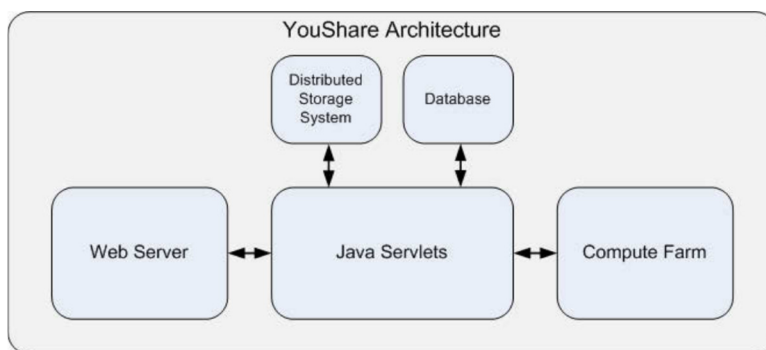 YouShare Architecture
Distributed
Storage
System
Database
Web Server
Java Servlets
Compute Farm